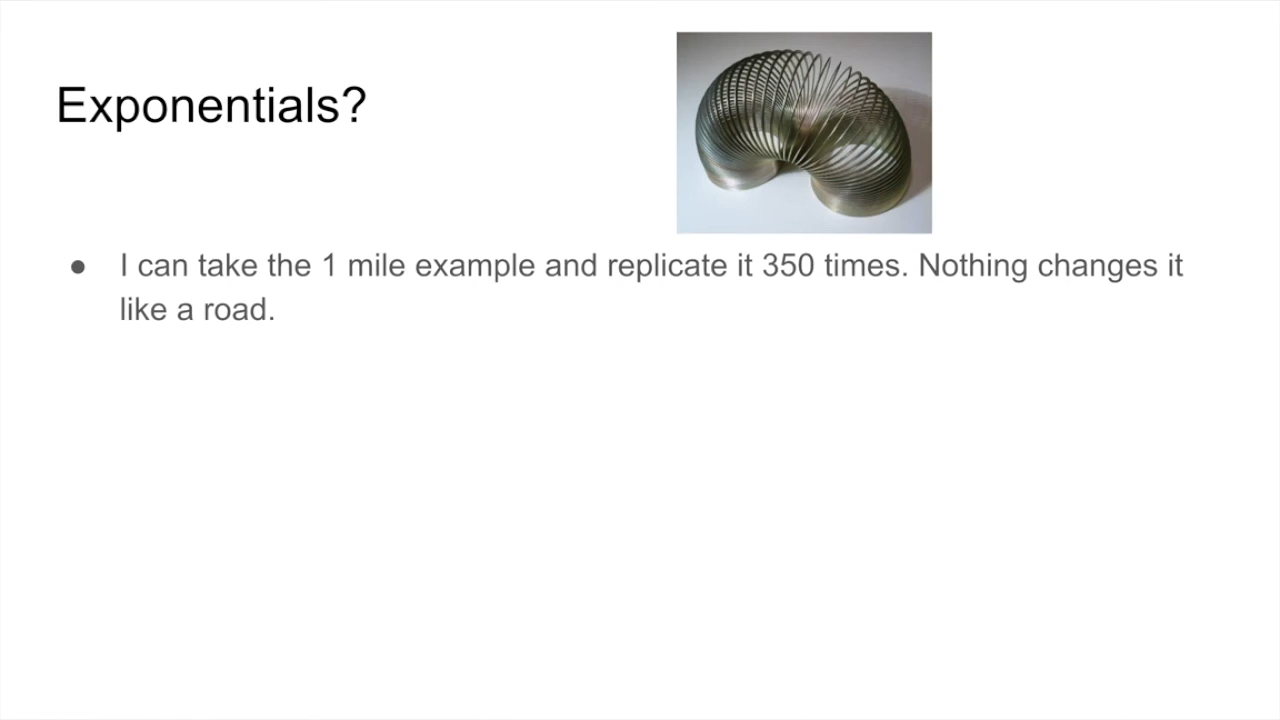 Exponentials?
● I can take the 1 mile example and replicate it 350 times. Nothing changes it
like a road.